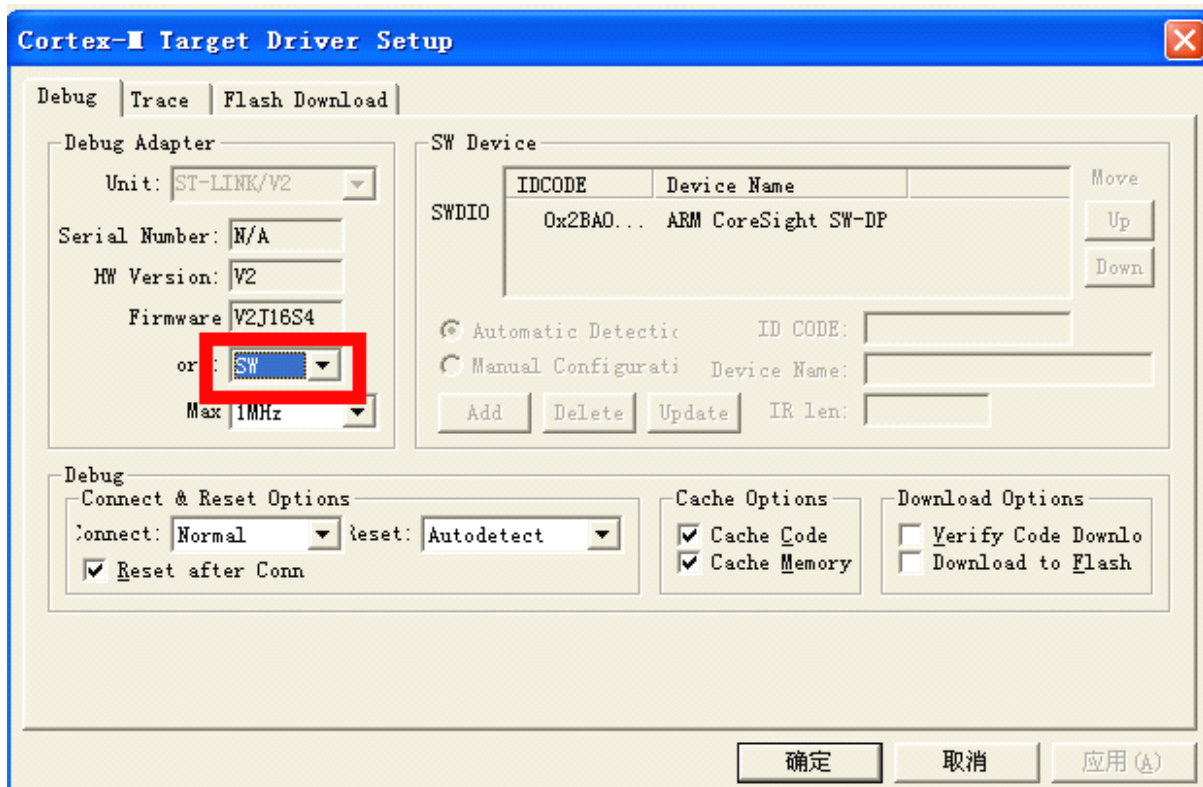 Cortex-M Target Driver Setup
Debug Trace Flash Download
Debug Adapter
Unit: ST-LINK/V2
Serial Number: N/A
HW Version: V2
Firmware V2J16S4
or : SW
Max 1MHz
SW Device
IDCODE Device Name
SWDIO 0x2BA0... ARM CoreSight SW-DP
Move
Up
Down
Automatic Detectic ID CODE:
Manual Configurati Device Name:
Add Delete Update IR len:
Debug
Connect & Reset Options
onnect: Normal Reset: Autodetect
Reset after Conn
Cache Options
Cache Code
Cache Memory
Download Options
Verify Code Downlo
Download to Flash
确定 取消 应用(A)